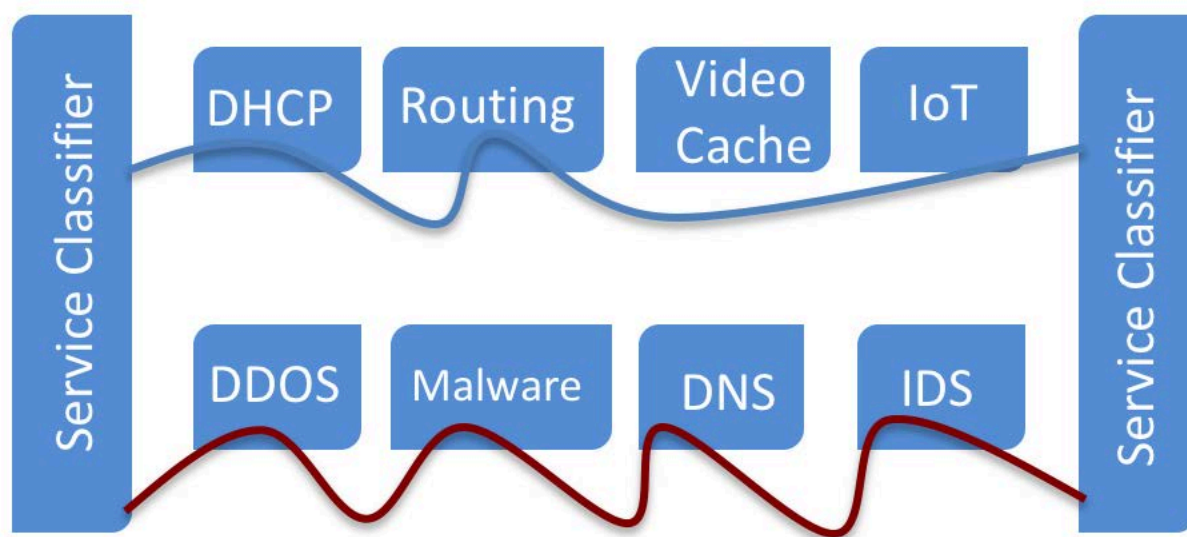 Service Classifier
DHCP
Routing
Video
Cache
IoT
DDOS
Malware
DNS
IDS
Service Classifier